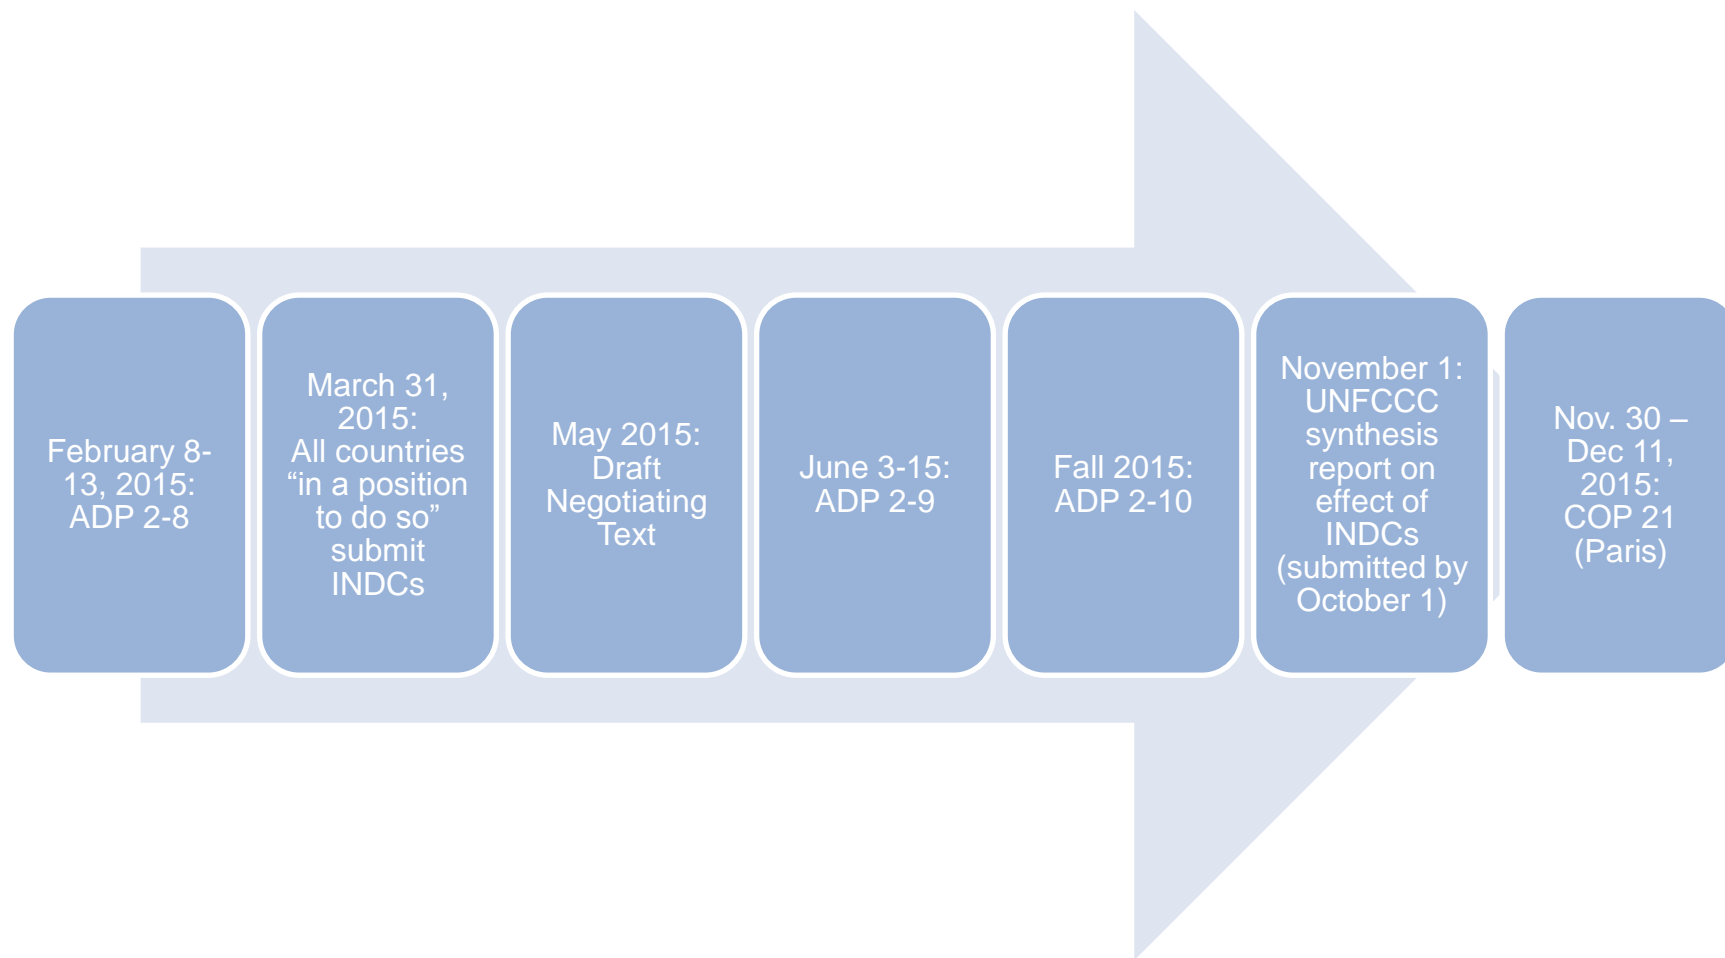 February 8-
13, 2015:
ADP 2-8
March 31,
2015:
All countries
“in a position
to do so”
submit
INDCs
May 2015:
Draft
Negotiating
Text
June 3-15:
ADP 2-9
Fall 2015:
ADP 2-10
November 1:
UNFCCC
synthesis
report on
effect of
INDCs
(submitted by
October 1)
Nov. 30 –
Dec 11,
2015:
COP 21
(Paris)